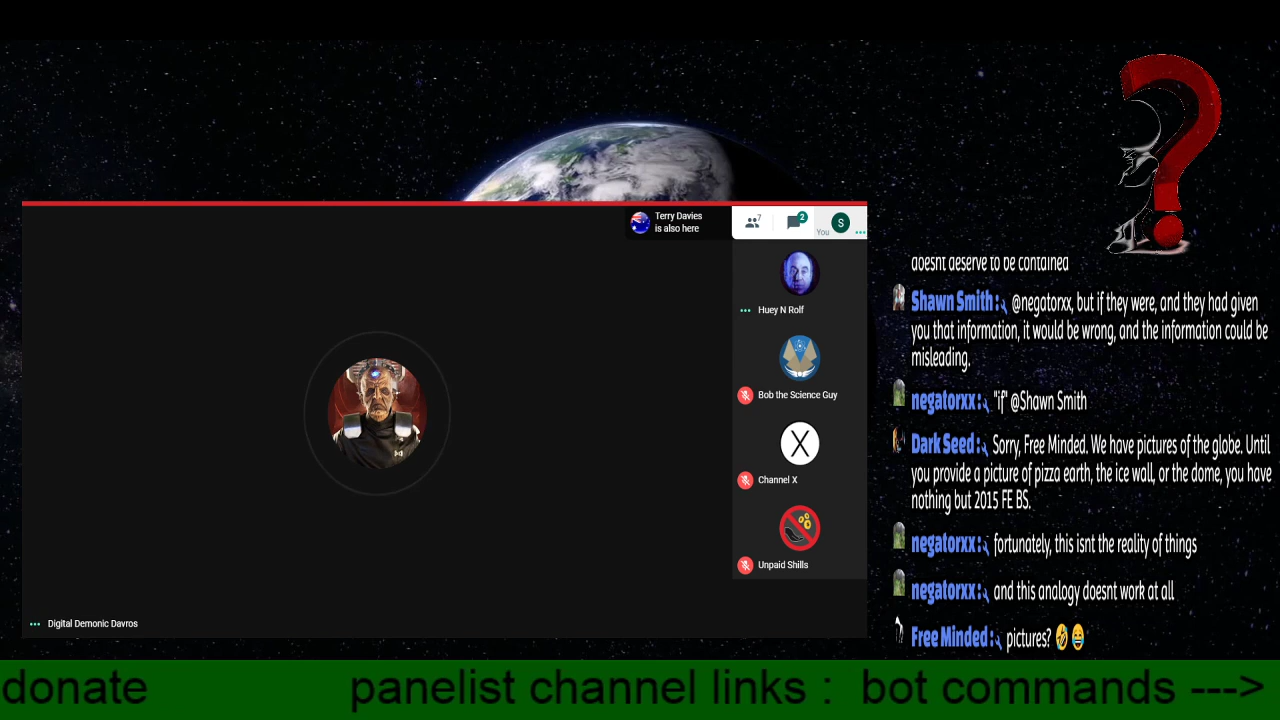 Terry Davies
is also here
7
2
You
S
Huey N Rolf
Bob the Science Guy
X
Channel X
Unpaid Shills
Digital Demonic Davros
doesnt deserve to be contained
Shawn Smith: @negatorxx, but if they were, and they had given
you that information, it would be wrong, and the information could be
misleading.
negatorxx: "if" @Shawn Smith
Dark Seed: Sorry, Free Minded. We have pictures of the globe. Until
you provide a picture of pizza earth, the ice wall, or the dome, you have
nothing but 2015 FE BS.
negatorxx: fortunately, this isnt the reality of things
negatorxx: and this analogy doesnt work at all
Free Minded: pictures? 🤣😂
donate panelist channel links : bot commands --->